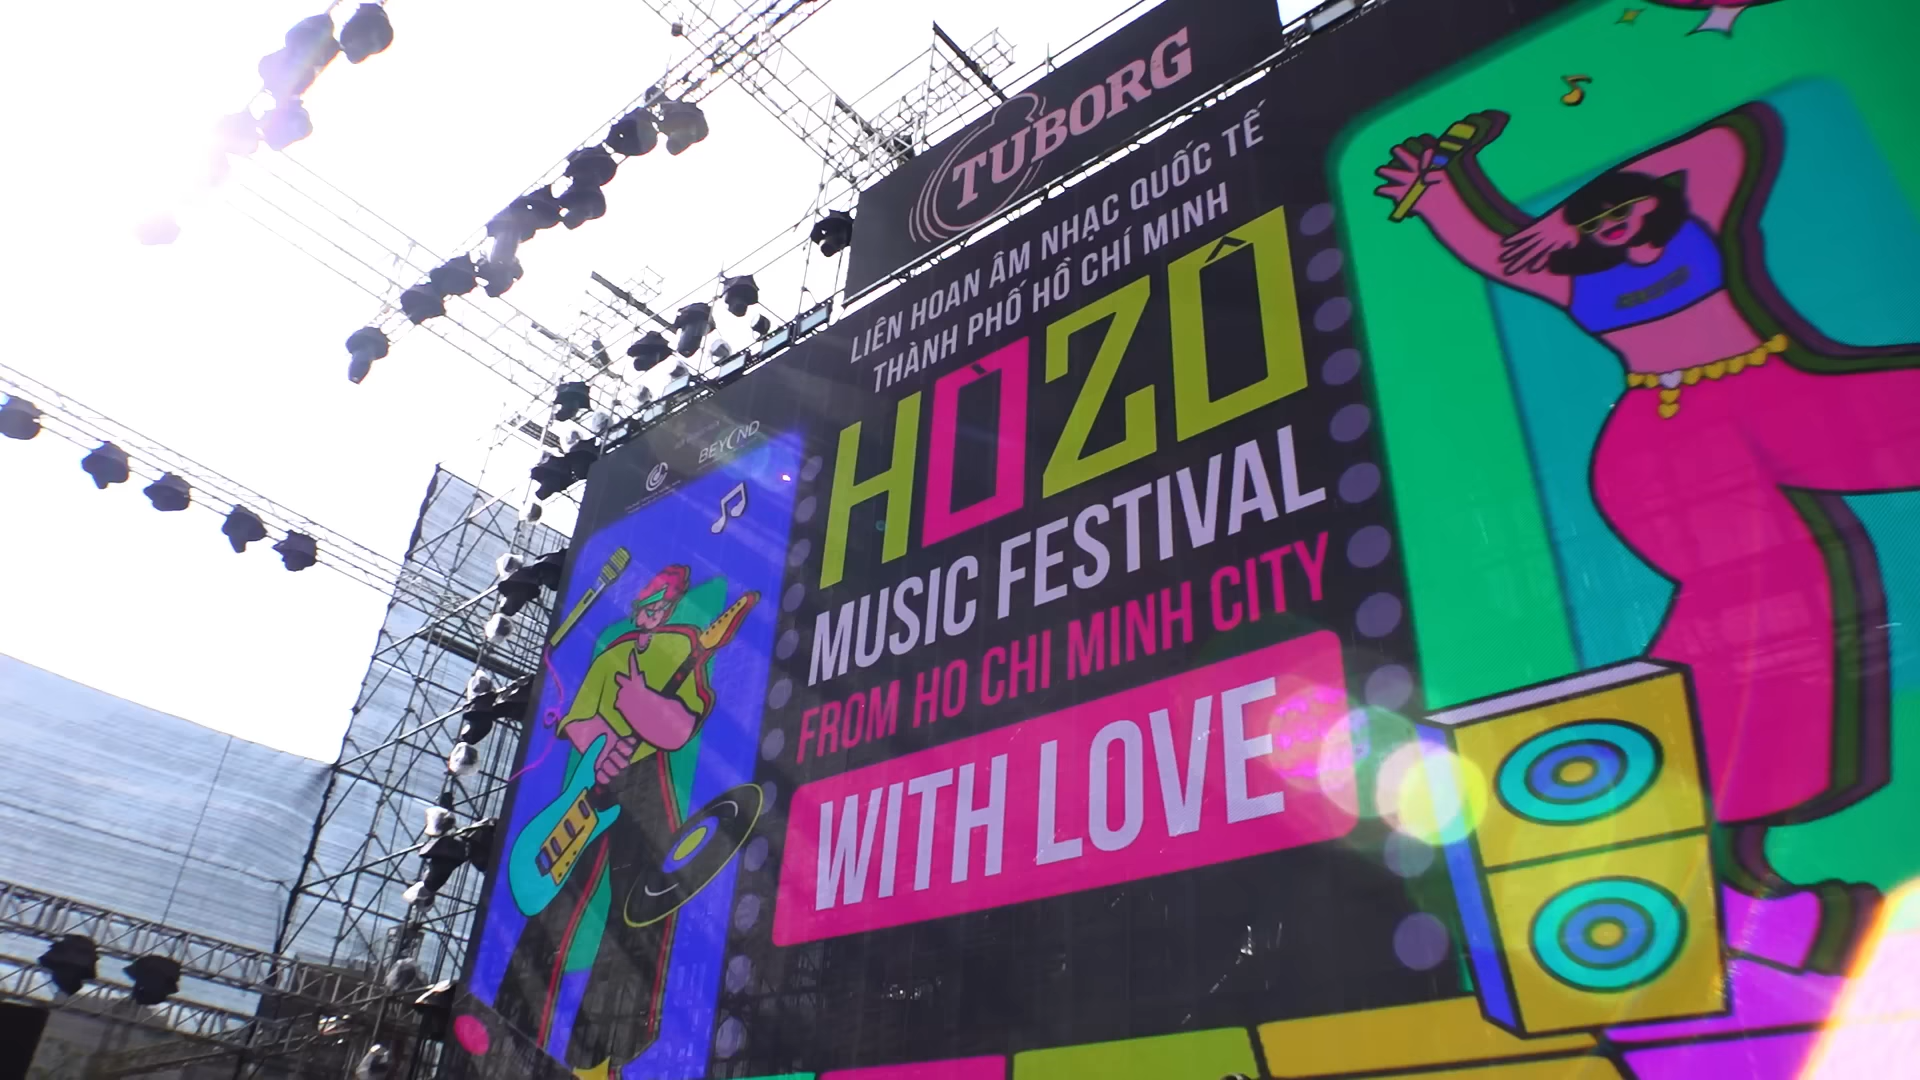 TUBORG
LIÊN HOAN ÂM NHẠC QUỐC TẾ
THÀNH PHỐ HỒ CHÍ MINH
HÒZÔ
MUSIC FESTIVAL
FROM HO CHI MINH CITY
WITH LOVE
BEYOND